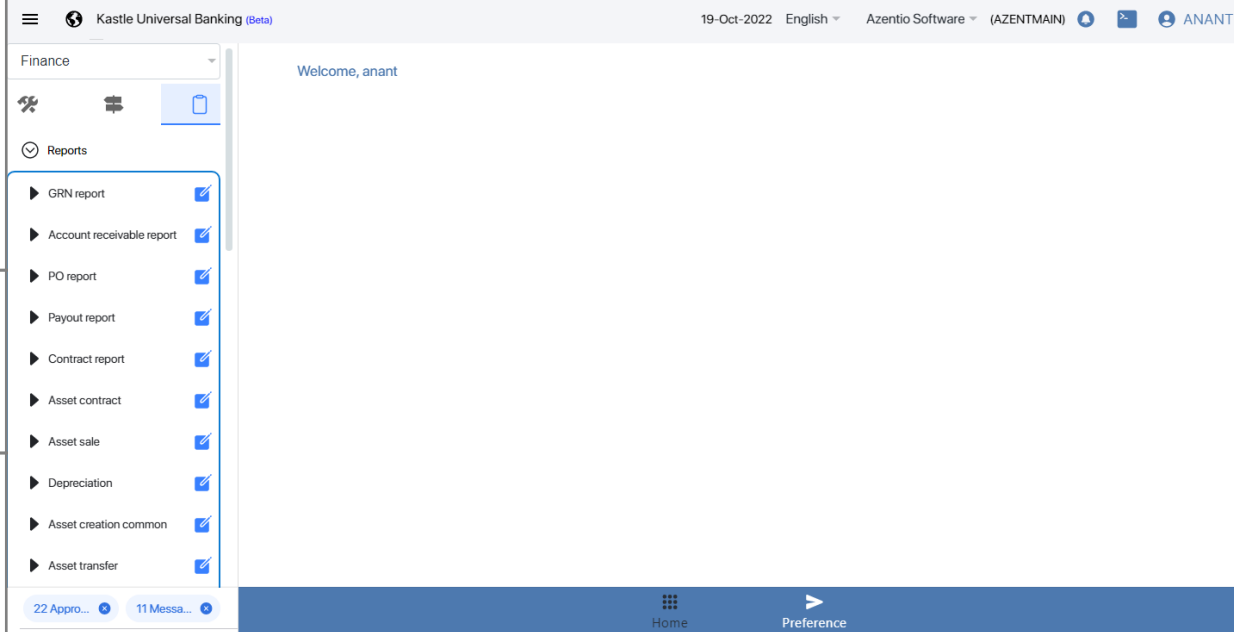 Kastle Universal Banking (Beta)
19-Oct-2022 English Azentio Software (AZENTMAIN) ANANT
Finance
Welcome, anant
Reports
GRN report
Account receivable report
PO report
Payout report
Contract report
Asset contract
Asset sale
Depreciation
Asset creation common
Asset transfer
22 Appro... 11 Messa...
Home Preference